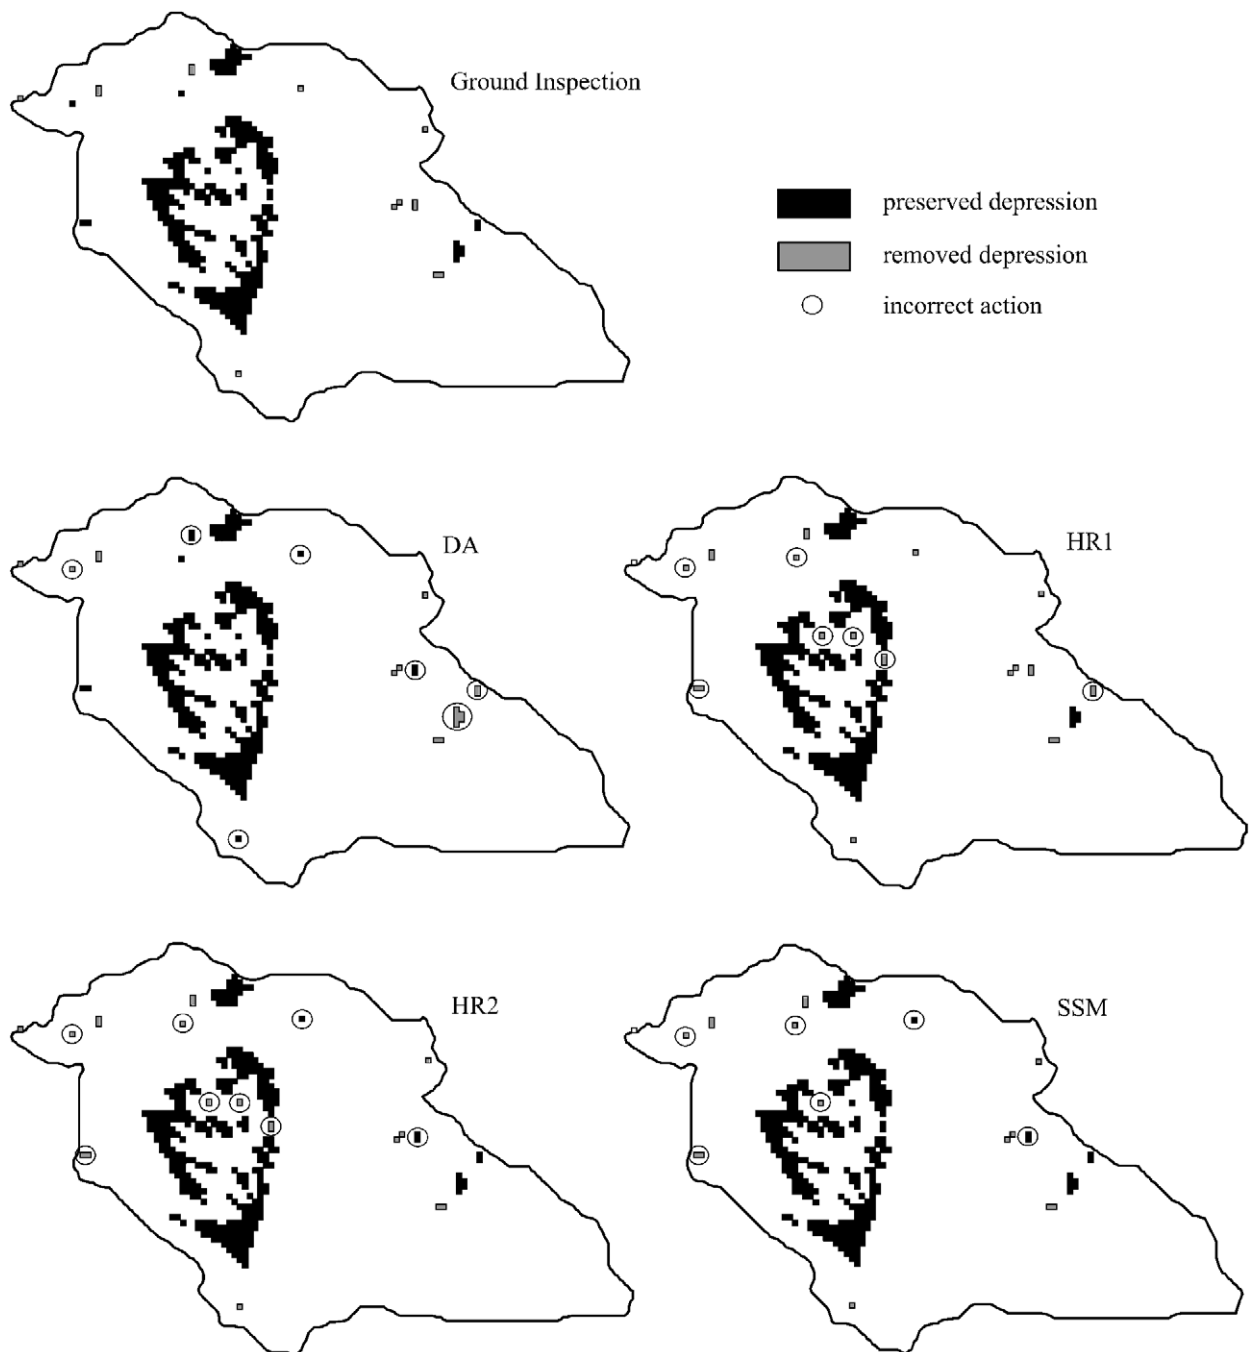 Ground Inspection
preserved depression
removed depression
incorrect action
DA
HR1
HR2
SSM